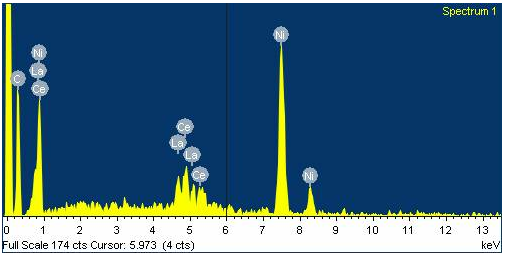 Spectrum 1
Ni
Ni
La
C
Ce
Ce
La
La
Ce
Ni
0 1 2 3 4 5 6 7 8 9 10 11 12 13
Full Scale 174 cts Cursor: 5.973 (4 cts) keV